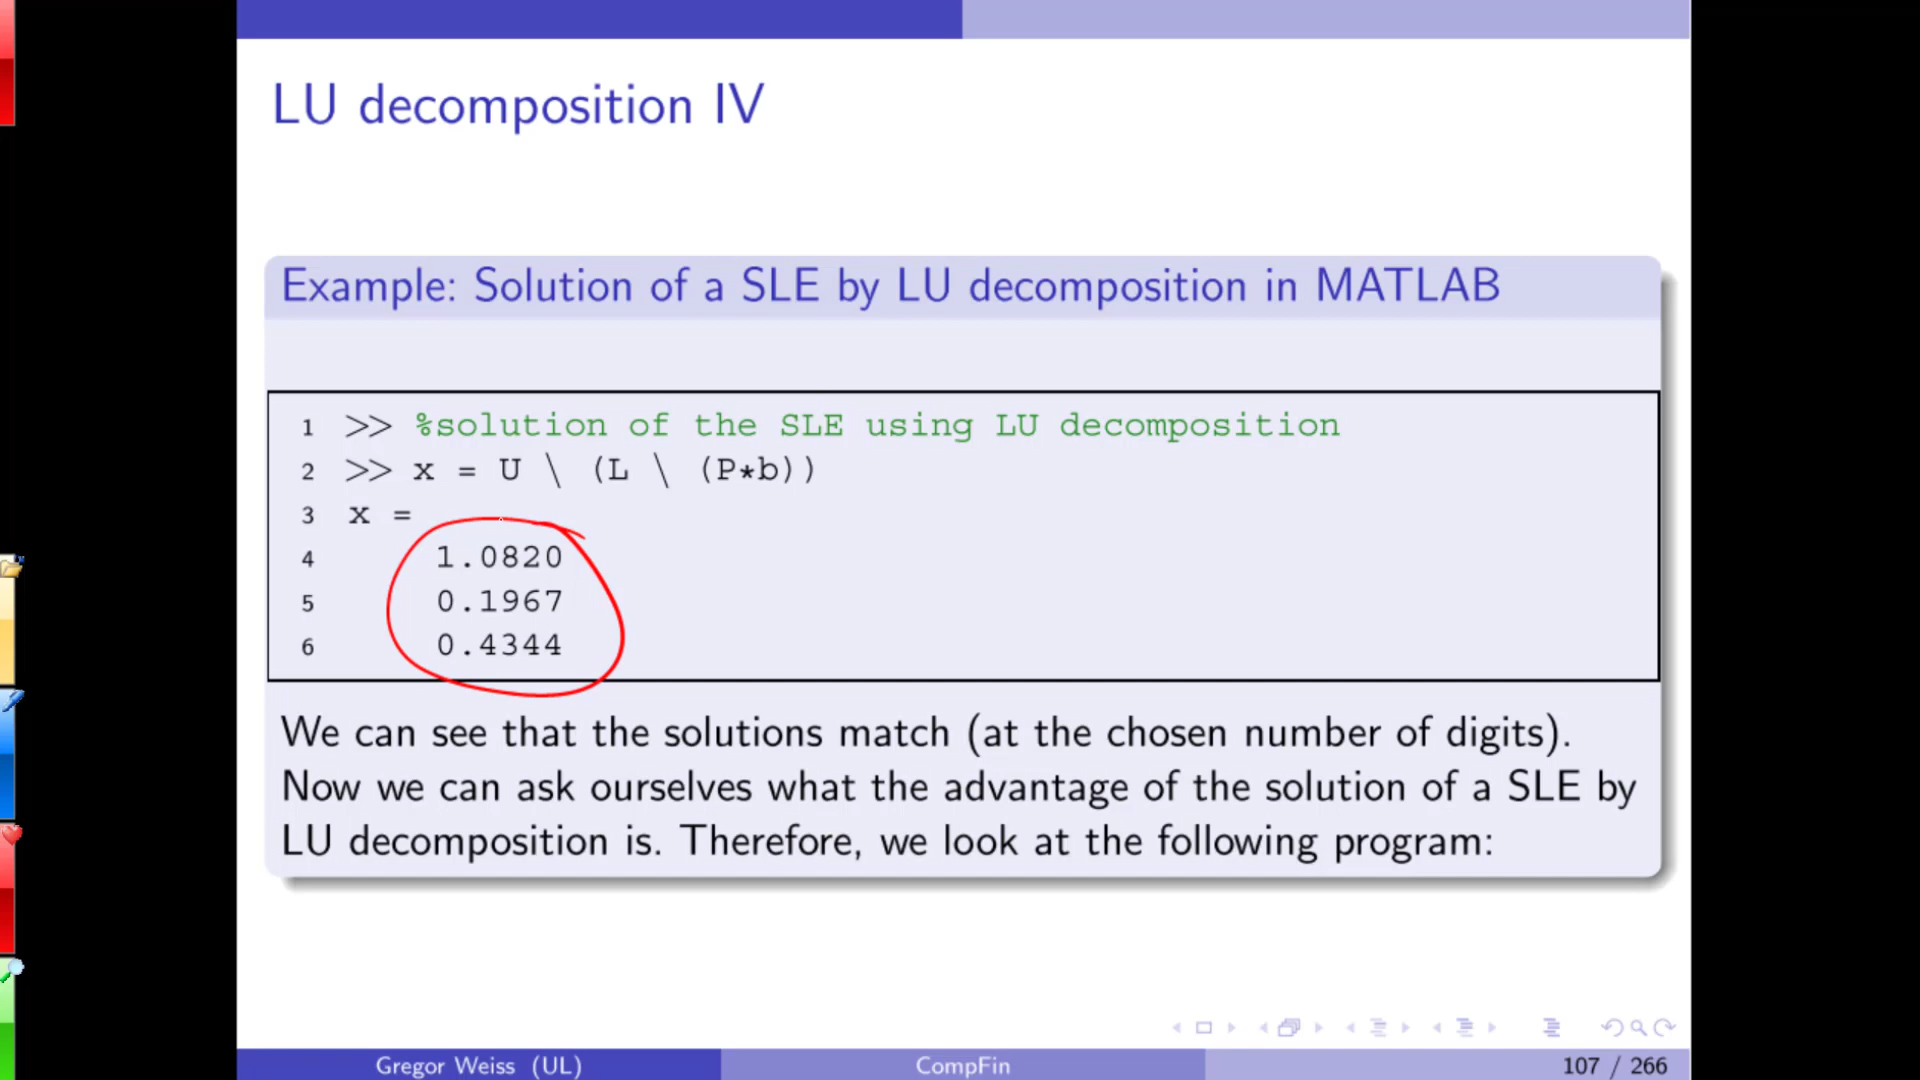 LU decomposition IV
Example: Solution of a SLE by LU decomposition in MATLAB
1 >> %solution of the SLE using LU decomposition
2 >> x = U \ (L \ (P*b))
3 x =
4 1.0820
5 0.1967
6 0.4344
We can see that the solutions match (at the chosen number of digits).
Now we can ask ourselves what the advantage of the solution of a SLE by
LU decomposition is. Therefore, we look at the following program:
Gregor Weiss (UL) CompFin 107 / 266